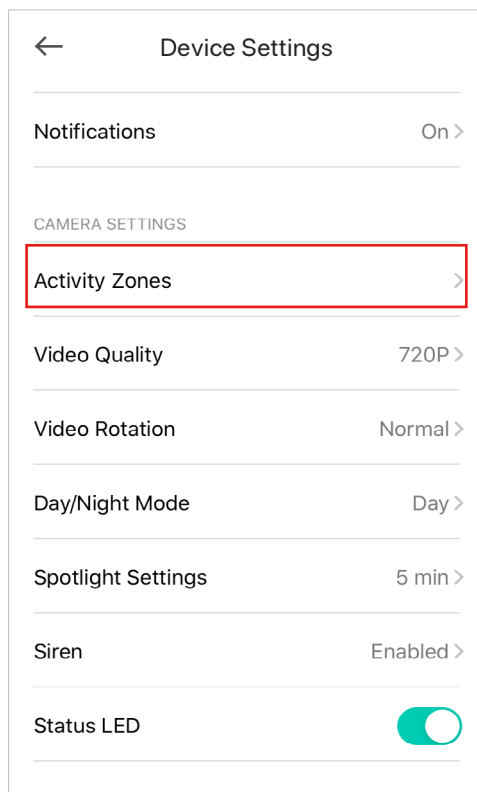 Device Settings
Notifications On
CAMERA SETTINGS
Activity Zones
Video Quality 720P
Video Rotation Normal
Day/Night Mode Day
Spotlight Settings 5 min
Siren Enabled
Status LED